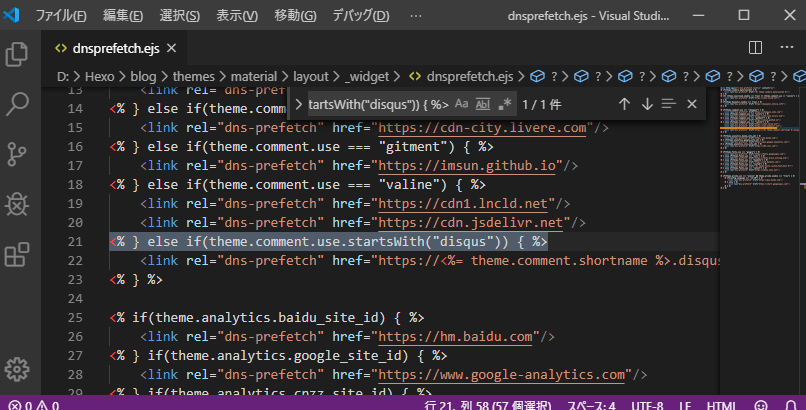 ファイル(F) 編集(E) 選択(S) 表示(V) 移動(G) デバッグ(D) ··· dnsprefetch.ejs - Visual Studi...
<> dnsprefetch.ejs ×
D: > Hexo > blog > themes > material > layout > _widget > <> dnsprefetch.ejs > ? > ? > ? > ? > ? > ?
13 <link rel="dns-prefetch"
tartsWith("disqus")) { %> Aa Abl .* 1 / 1 件
14 <% } else if(theme.comme
15 <link rel="dns-prefetch" href="https://cdn-city.livere.com"/>
16 <% } else if(theme.comment.use === "gitment") { %>
17 <link rel="dns-prefetch" href="https://imsun.github.io"/>
18 <% } else if(theme.comment.use === "valine") { %>
19 <link rel="dns-prefetch" href="https://cdn1.lncld.net"/>
20 <link rel="dns-prefetch" href="https://cdn.jsdelivr.net"/>
21 <% } else if(theme.comment.use.startsWith("disqus")) { %>
22 <link rel="dns-prefetch" href="https://<%= theme.comment.shortname %>.disqus
23 <% } %>
24
25 <% if(theme.analytics.baidu_site_id) { %>
26 <link rel="dns-prefetch" href="https://hm.baidu.com"/>
27 <% } if(theme.analytics.google_site_id) { %>
28 <link rel="dns-prefetch" href="https://www.google-analytics.com"/>
29 <% } if(theme.analytics.cnzz_site_id) { %>
0 0 行 21、列 58 (57 個選択) スペース: 4 UTF-8 LF HTML